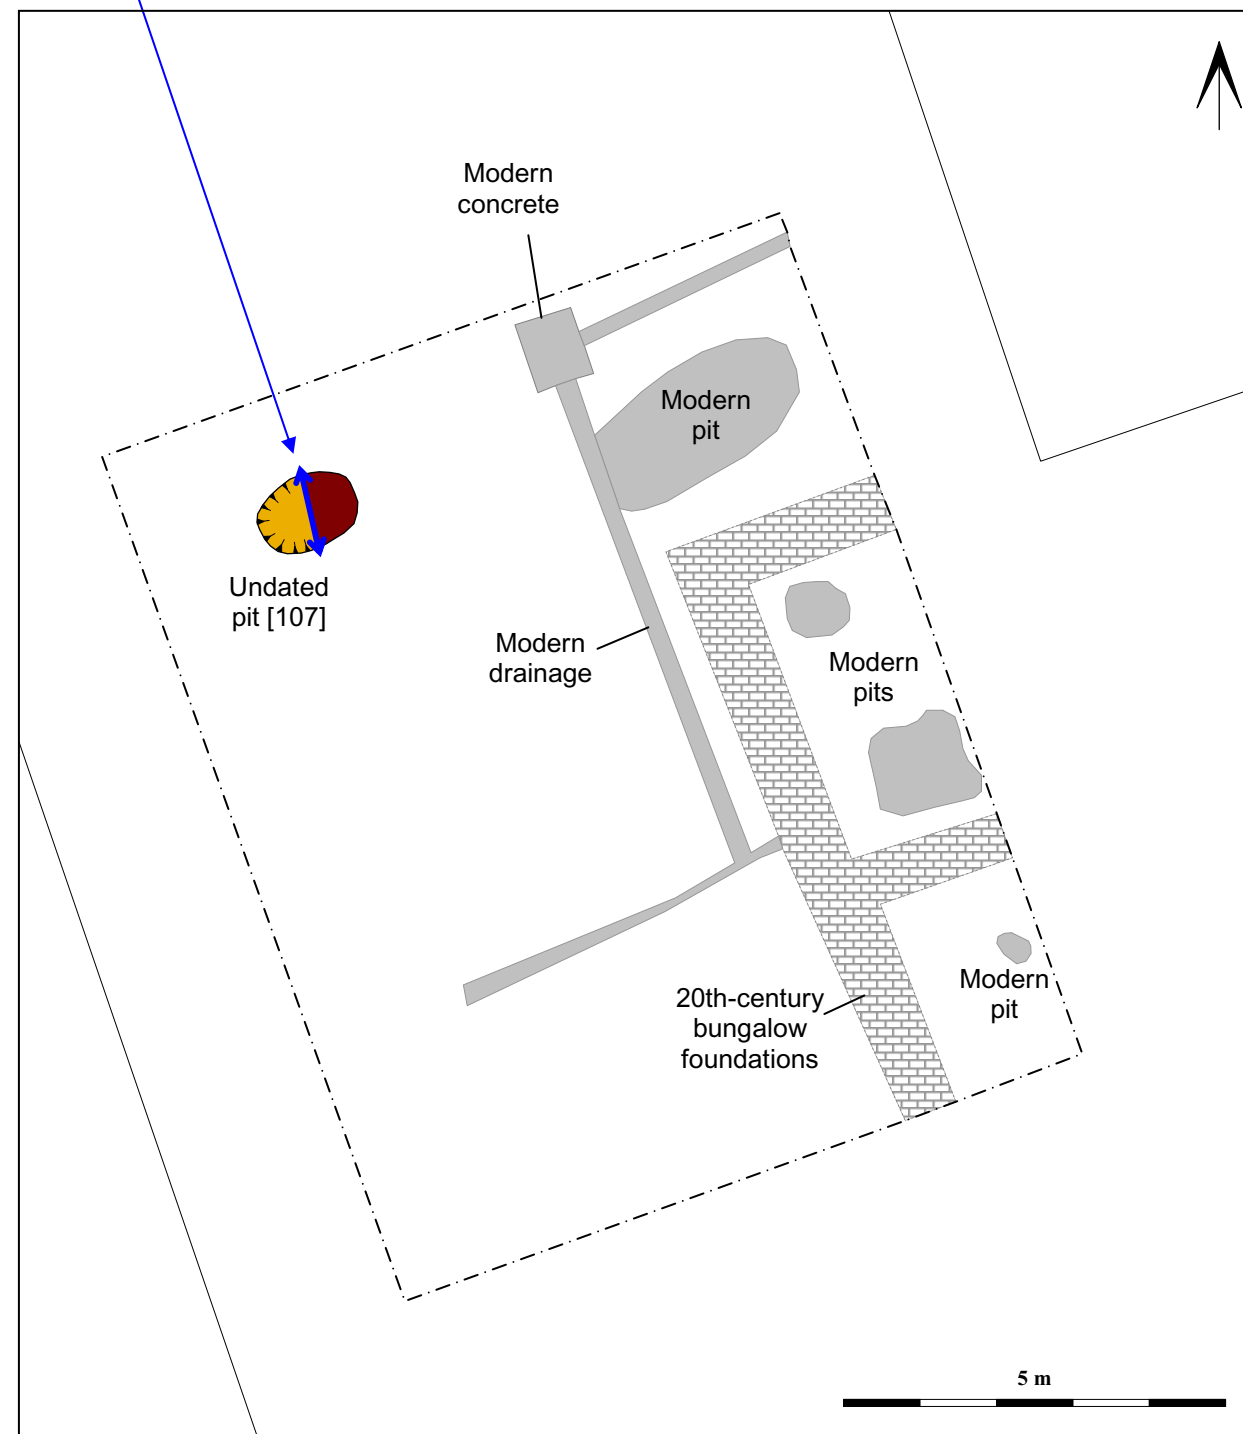 Modern
concrete
Modern
pit
Undated
pit [107]
Modern
drainage
Modern
pits
20th-century
bungalow
foundations
Modern
pit
5 m